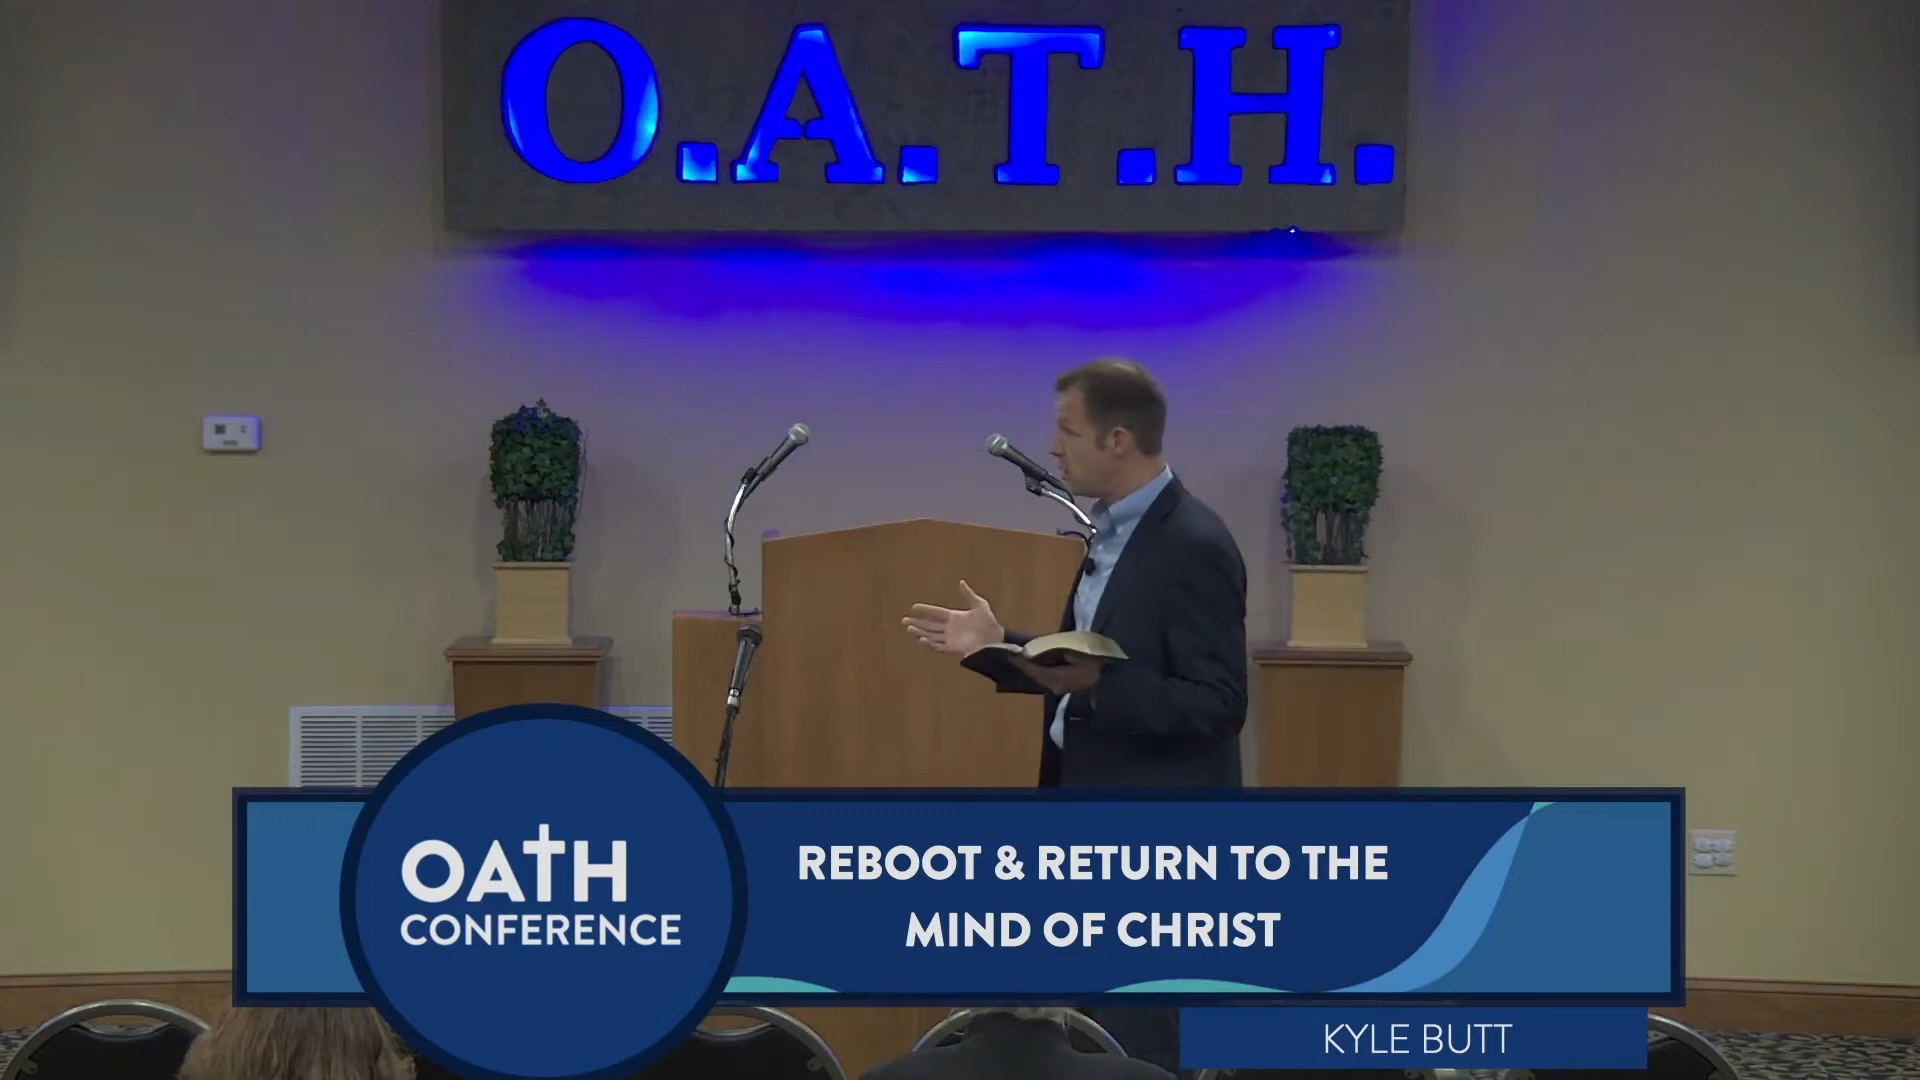 O.A.T.H.
OATH
CONFERENCE
REBOOT & RETURN TO THE
MIND OF CHRIST
KYLE BUTT